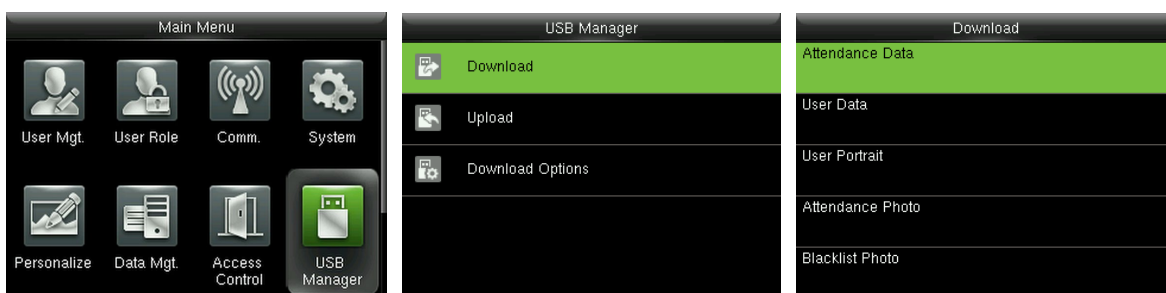 Main Menu
User Mgt.
User Role
Comm.
System
Personalize
Data Mgt.
Access
Control
USB
Manager
USB Manager
Download
Upload
Download Options
Download
Attendance Data
User Data
User Portrait
Attendance Photo
Blacklist Photo